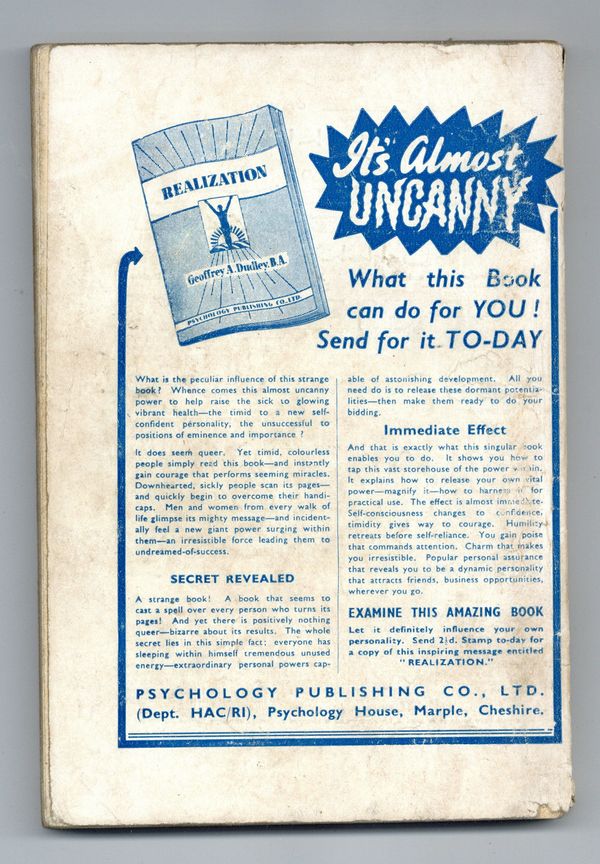 REALIZATION
Geoffrey A. Dudley, B.A.
PSYCHOLOGY PUBLISHING CO., LTD.
It's Almost
UNCANNY
What this Book
can do for YOU !
Send for it TO-DAY
What is the peculiar influence of this strange
book? Whence comes this almost uncanny
power to help raise the sick to glowing
vibrant health—the timid to a new self-
confident personality, the unsuccessful to
positions of eminence and importance ?
It does seem queer. Yet timid, colourless
people simply read this book—and instantly
gain courage that performs seeming miracles.
Downhearted, sickly people scan its pages—
and quickly begin to overcome their handi-
caps. Men and women from every walk of
life glimpse its mighty message—and incident-
ally feel a new giant power surging within
them—an irresistible force leading them to
undreamed-of-success.
SECRET REVEALED
A strange book! A book that seems to
cast a spell over every person who turns its
pages! And yet there is positively nothing
queer—bizarre about its results. The whole
secret lies in this simple fact: everyone has
sleeping within himself tremendous unused
energy—extraordinary personal powers cap-
able of astonishing development. All you
need do is to release these dormant potentia-
lities—then make them ready to do your
bidding.
Immediate Effect
And that is exactly what this singular book
enables you to do. It shows you how to
tap this vast storehouse of the power within.
It explains how to release your own vital
power—magnify it—how to harness it for
practical use. The effect is almost immediate.
Self-consciousness changes to confidence,
timidity gives way to courage. Humility
retreats before self-reliance. You gain poise
that commands attention. Charm that makes
you irresistible. Popular personal assurance
that reveals you to be a dynamic personality
that attracts friends, business opportunities,
wherever you go.
EXAMINE THIS AMAZING BOOK
Let it definitely influence your own
personality. Send 2½d. Stamp to-day for
a copy of this inspiring message entitled
"REALIZATION."
PSYCHOLOGY PUBLISHING CO., LTD.
(Dept. HAC/RI), Psychology House, Marple, Cheshire.